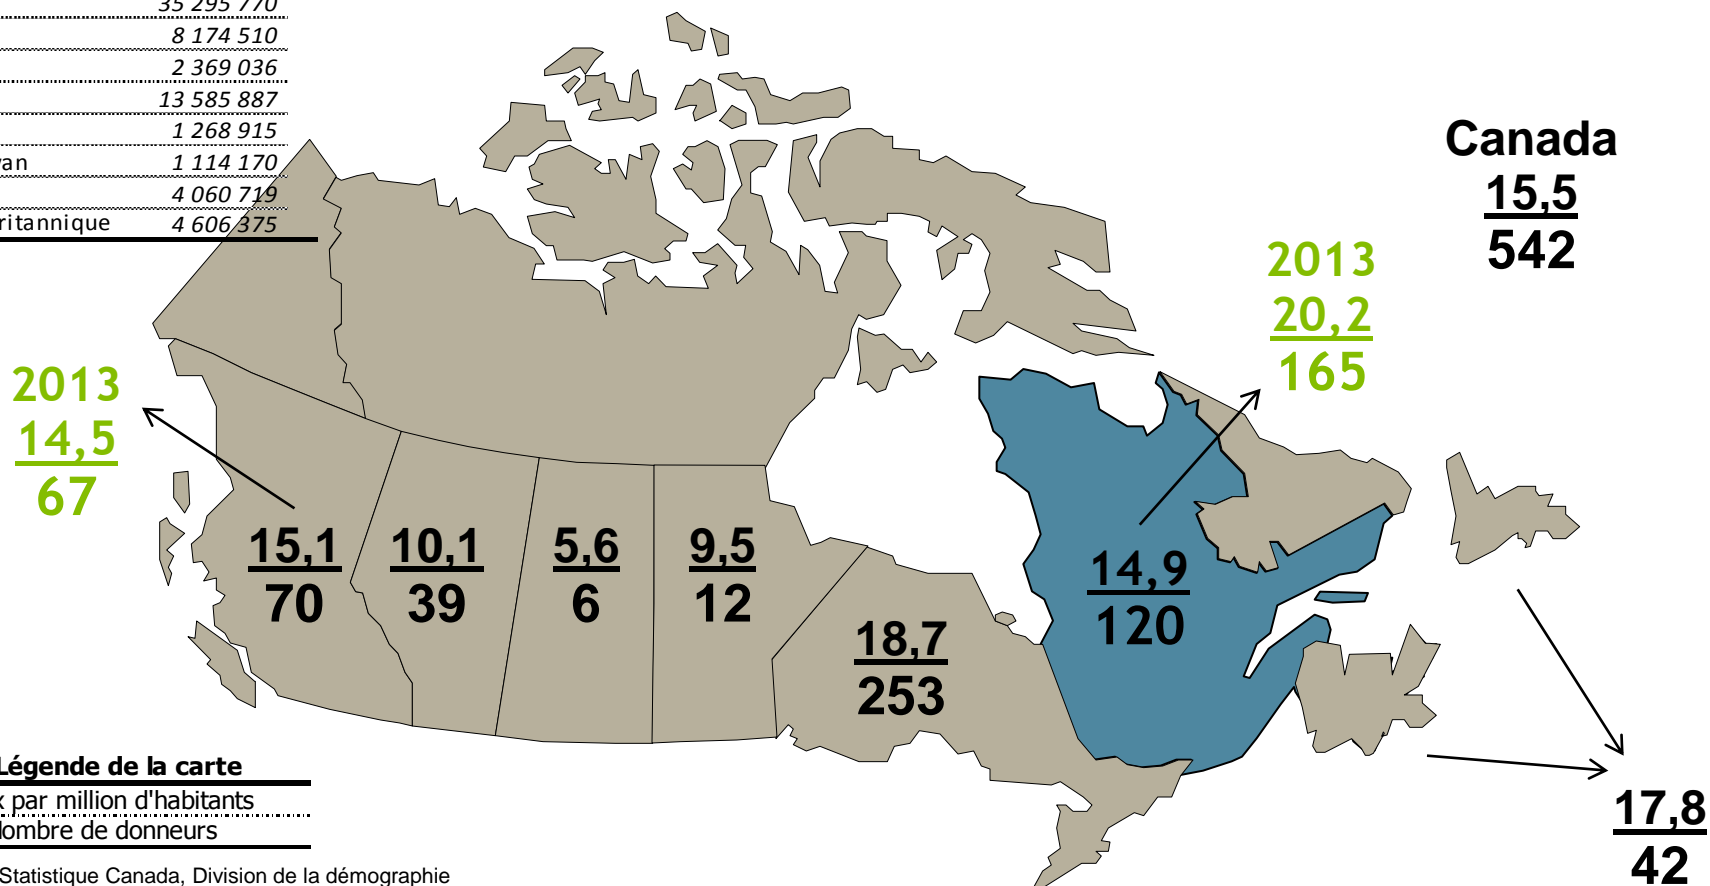 35 295 770
8 174 510
2 369 036
13 585 887
1 268 915
1 114 170
4 060 719
4 606 375
Canada
15,5
542
2013
20,2
165
2013
14,5
67
15,1
70
10,1
39
5,6
6
9,5
12
18,7
253
14,9
120
17,8
42
Légende de la carte
par million d'habitants
de donneurs
Statistique Canada, Division de la démographie